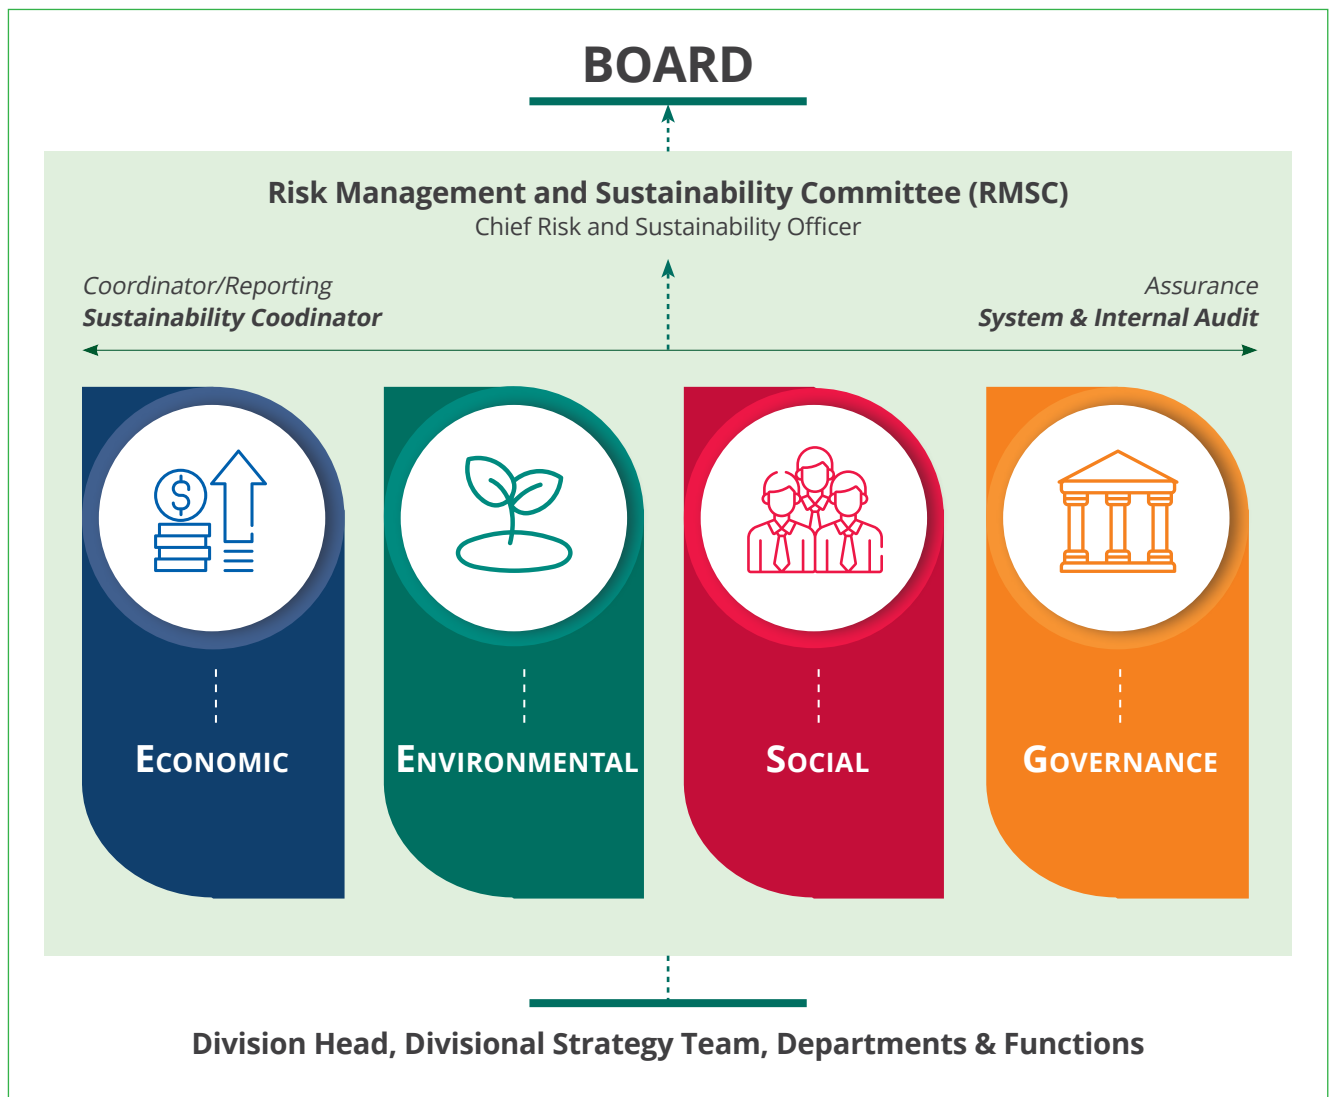 BOARD
Risk Management and Sustainability Committee (RMSC)
Chief Risk and Sustainability Officer
Coordinator/Reporting
Sustainability Coodinator
Assurance
System & Internal Audit
$
ECONOMIC
ENVIRONMENTAL
SOCIAL
GOVERNANCE
Division Head, Divisional Strategy Team, Departments & Functions